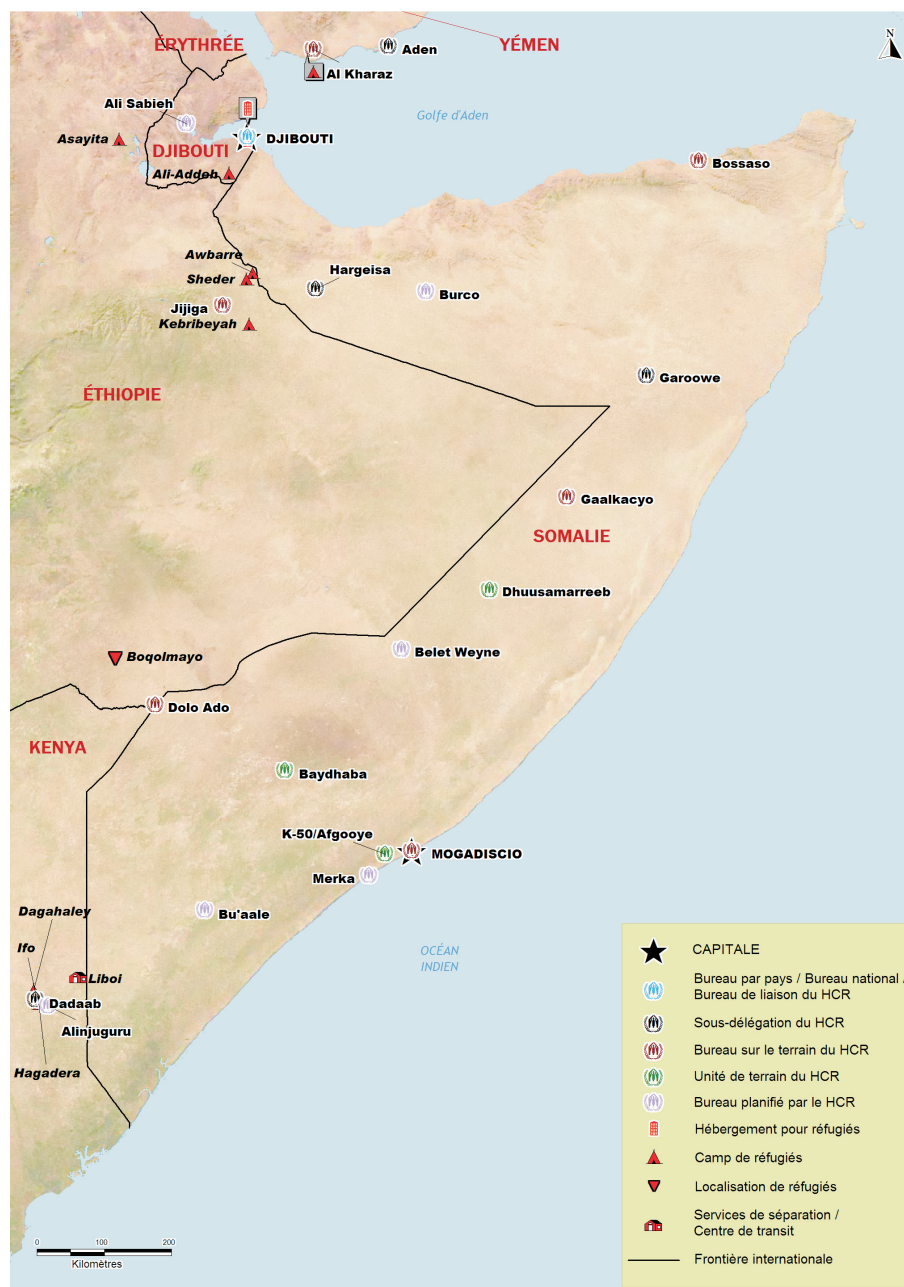 ÉRYTHRÉE
YÉMEN
N
Aden
Al Kharaz
Ali Sabieh
Golfe d'Aden
Asayita
DJIBOUTI
DJIBOUTI
Bossaso
Ali-Addeh
Awbarre
Hargeisa
Sheder
Burco
Jijiga
Kebribeyah
Garoowe
ÉTHIOPIE
Gaalkacyo
SOMALIE
Dhuusamarreeb
Belet Weyne
Boqolmayo
Dolo Ado
KENYA
Baydhaba
K-50/Afgooye
MOGADISCIO
Merka
Bu'aale
Dagahaley
Ifo
OCÉAN
INDIEN
Liboi
Dadaab
Alinjuguru
Hagadera
CAPITALE
Bureau par pays / Bureau national /
Bureau de liaison du HCR
Sous-délégation du HCR
Bureau sur le terrain du HCR
Unité de terrain du HCR
Bureau planifié par le HCR
Hébergement pour réfugiés
Camp de réfugiés
Localisation de réfugiés
Services de séparation /
Centre de transit
Frontière internationale
0 100 200
Kilomètres